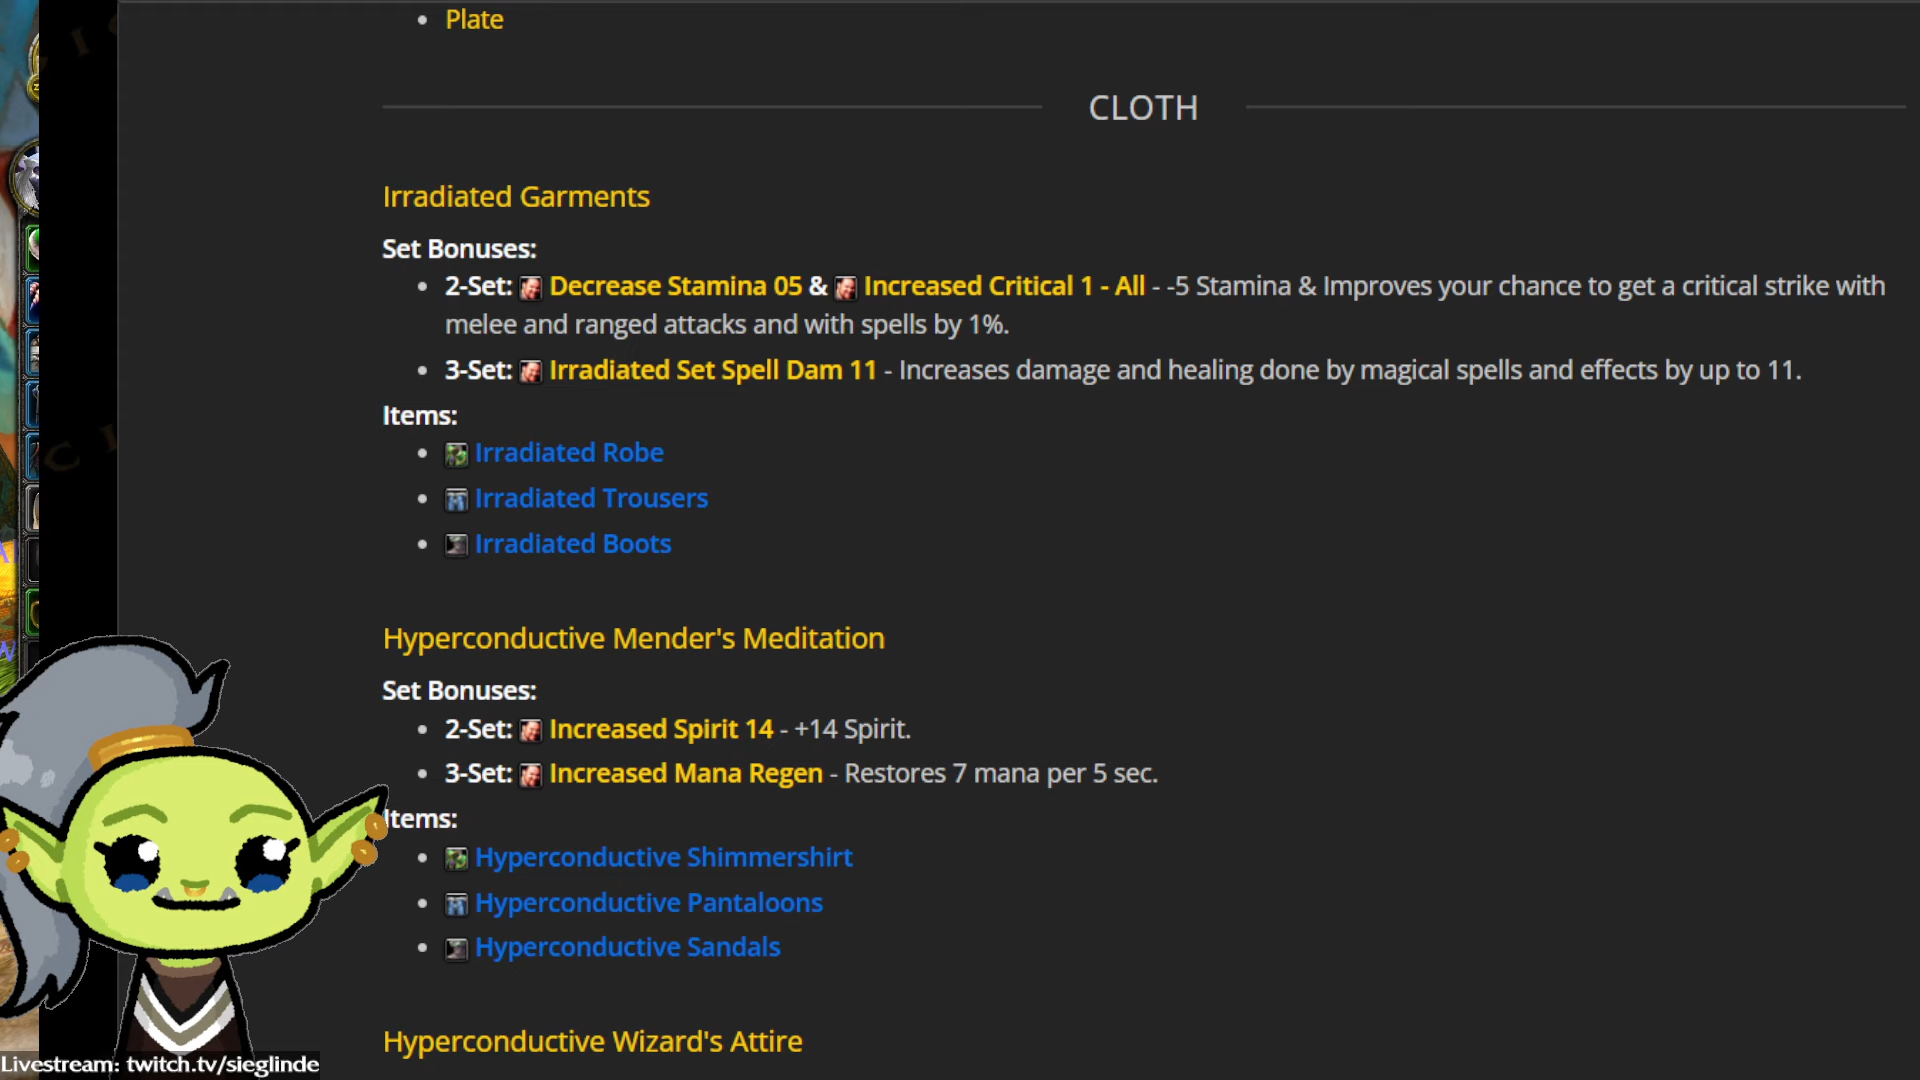 Plate
CLOTH
Irradiated Garments
Set Bonuses:
2-Set: Decrease Stamina 05 & Increased Critical 1 - All - -5 Stamina & Improves your chance to get a critical strike with
melee and ranged attacks and with spells by 1%.
3-Set: Irradiated Set Spell Dam 11 - Increases damage and healing done by magical spells and effects by up to 11.
Items:
Irradiated Robe
Irradiated Trousers
Irradiated Boots
Hyperconductive Mender's Meditation
Set Bonuses:
2-Set: Increased Spirit 14 - +14 Spirit.
3-Set: Increased Mana Regen - Restores 7 mana per 5 sec.
Items:
Hyperconductive Shimmershirt
Hyperconductive Pantaloons
Hyperconductive Sandals
Hyperconductive Wizard's Attire
Livestream: twitch.tv/sieglinde